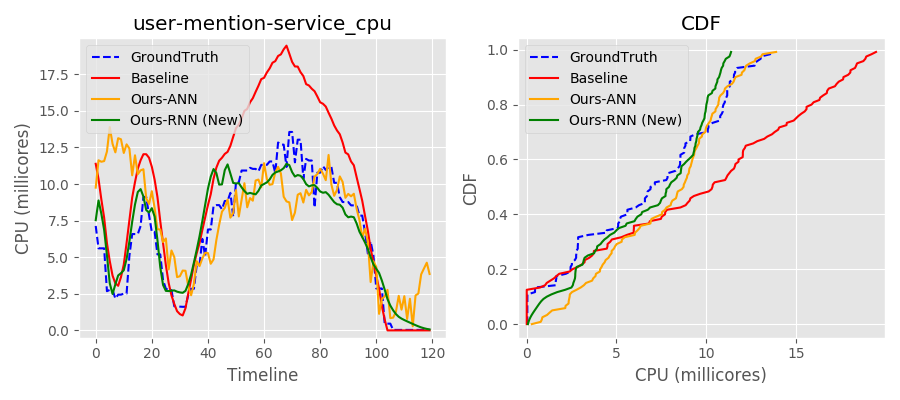 user-mention-service_cpu
GroundTruth
Baseline
Ours-ANN
Ours-RNN (New)
CPU (millicores)
17.5
15.0
12.5
10.0
7.5
5.0
2.5
0.0
0 20 40 60 80 100 120
Timeline
CDF
GroundTruth
Baseline
Ours-ANN
Ours-RNN (New)
CDF
1.0
0.8
0.6
0.4
0.2
0.0
0 5 10 15
CPU (millicores)